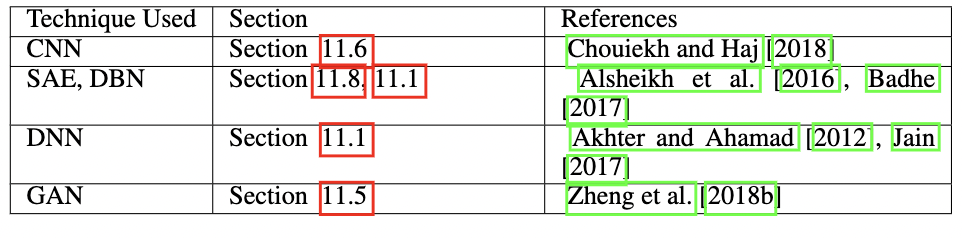 Technique Used Section References
CNN Section 11.6 Chouiekh and Haj [2018]
SAE, DBN Section 11.8, 11.1 Alsheikh et al. [2016], Badhe
[2017]
DNN Section 11.1 Akhter and Ahamad [2012], Jain
[2017]
GAN Section 11.5 Zheng et al. [2018b]